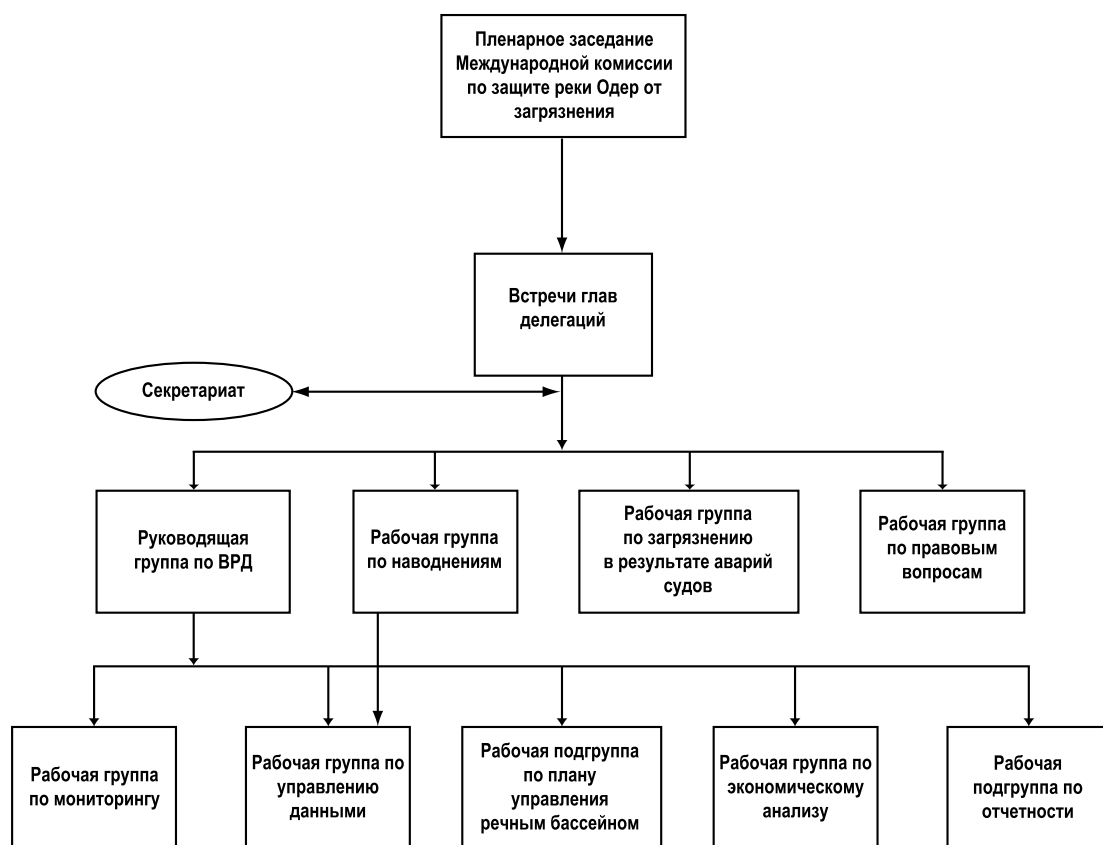 Пленарное заседание
Международной комиссии
по защите реки Одер от
загрязнения
Встречи глав
делегаций
Секретариат
Руководящая
группа по ВРД
Рабочая группа
по наводнениям
Рабочая группа
по загрязнению
в результате аварий
судов
Рабочая группа
по правовым
вопросам
Рабочая группа
по мониторингу
Рабочая группа по
управлению
данными
Рабочая подгруппа
по плану
управления
речным бассейном
Рабочая группа по
экономическому
анализу
Рабочая
подгруппа по
отчетности